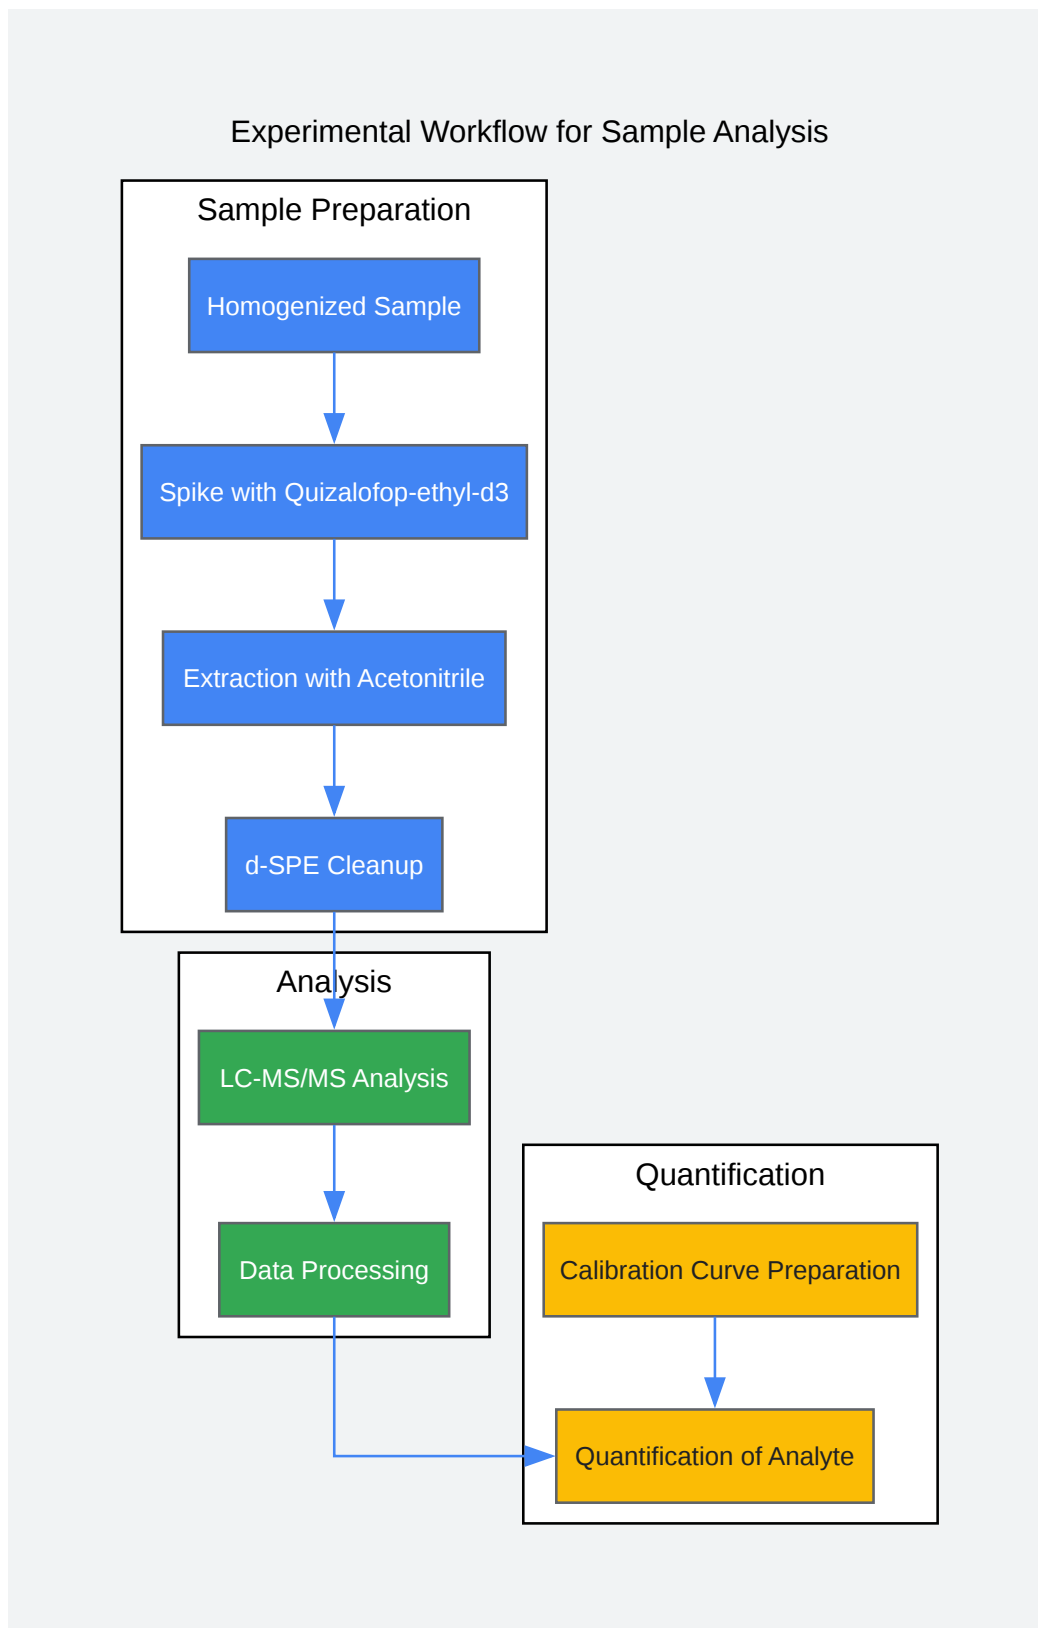 Experimental Workflow for Sample Analysis
Sample Preparation
Homogenized Sample
Spike with Quizalofop-ethyl-d3
Extraction with Acetonitrile
d-SPE Cleanup
Analysis
LC-MS/MS Analysis
Data Processing
Quantification
Calibration Curve Preparation
Quantification of Analyte